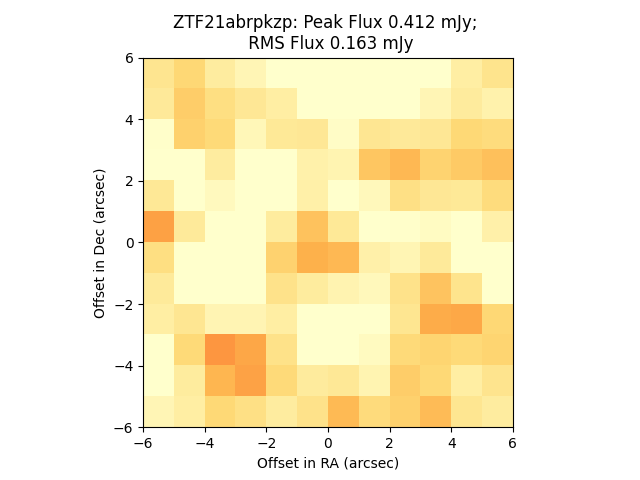 ZTF21abrpkzp: Peak Flux 0.412 mJy;
RMS Flux 0.163 mJy
6
4
2
0
−2
−4
−6
Offset in Dec (arcsec)
−6 −4 −2 0 2 4 6
Offset in RA (arcsec)